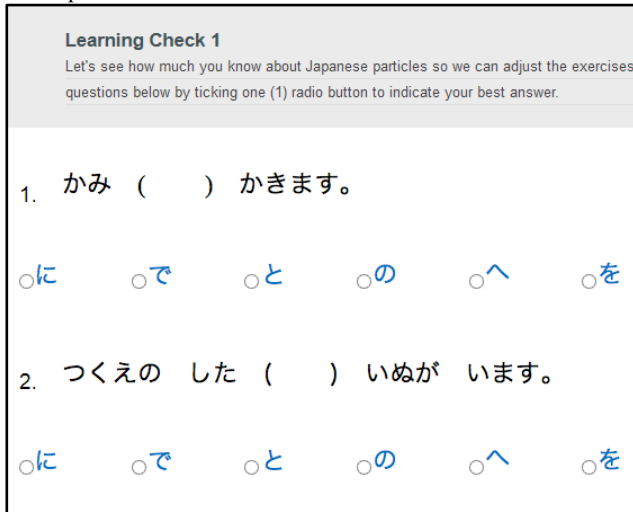 Learning Check 1
Let's see how much you know about Japanese particles so we can adjust the exercises
questions below by ticking one (1) radio button to indicate your best answer.
1. かみ ( ) かきます。
に で と の へ を
2. つくえの した ( ) いぬが います。
に で と の へ を